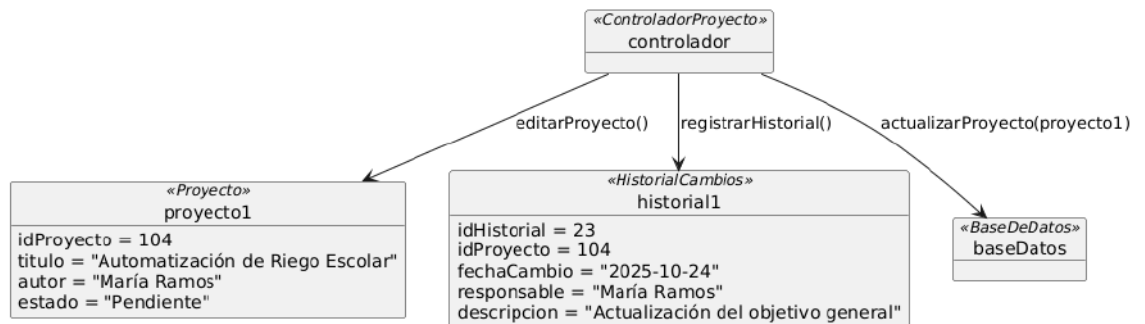 «ControladorProyecto»
controlador
editarProyecto()
registrarHistorial()
actualizarProyecto(proyecto1)
«Proyecto»
proyecto1
idProyecto = 104
titulo = "Automatización de Riego Escolar"
autor = "María Ramos"
estado = "Pendiente"
«HistorialCambios»
historial1
idHistorial = 23
idProyecto = 104
fechaCambio = "2025-10-24"
responsable = "María Ramos"
descripcion = "Actualización del objetivo general"
«BaseDeDatos»
baseDatos